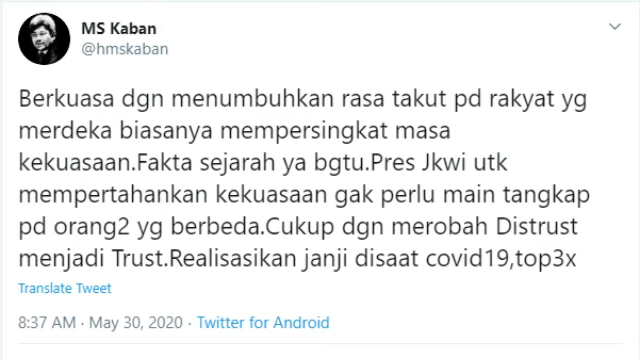 MS Kaban
@hmskaban
Berkuasa dgn menumbuhkan rasa takut pd rakyat yg
merdeka biasanya mempersingkat masa
kekuasaan.Fakta sejarah ya bgtu.Pres Jkwi utk
mempertahankan kekuasaan gak perlu main tangkap
pd orang2 yg berbeda.Cukup dgn merobah Distrust
menjadi Trust.Realisasikan janji disaat covid19,top3x
Translate Tweet
8:37 AM · May 30, 2020 · Twitter for Android